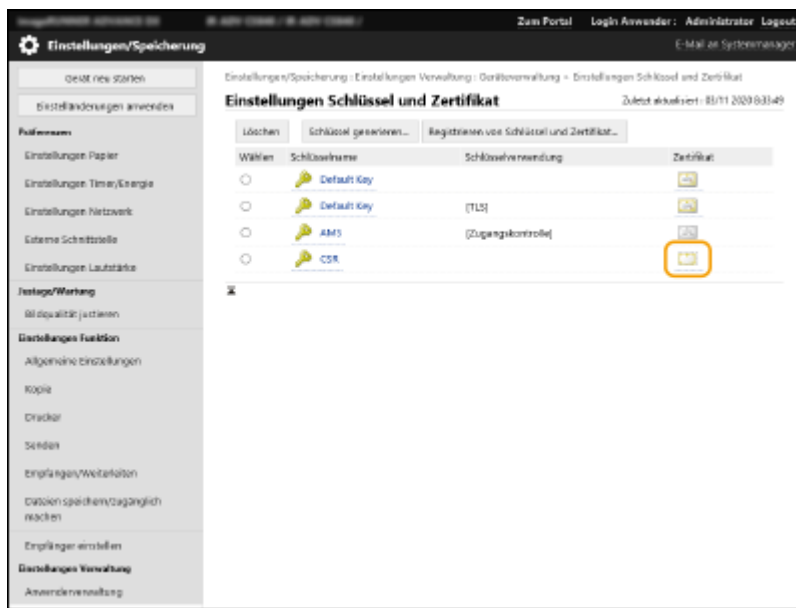 Zum Portal Login Anwender: Administrator Logout
Einstellungen/Speicherung E-Mail an Systemmanager
Gerät neu starten
Einstelländerungen anwenden
Präferenzen
Einstellungen Papier
Einstellungen Timer/Energie
Einstellungen Netzwerk
Externe Schnittstelle
Einstellungen Lautstärke
Justage/Wartung
Bildqualität justieren
Einstellungen Funktion
Allgemeine Einstellungen
Kopie
Drucker
Senden
Empfangen/Weiterleiten
Dateien speichern/zugänglich
machen
Empfänger einstellen
Einstellungen Verwaltung
Anwenderverwaltung
Einstellungen/Speicherung : Einstellungen Verwaltung : Geräteverwaltung > Einstellungen Schlüssel und Zertifikat
Einstellungen Schlüssel und Zertifikat Zuletzt aktualisiert : 03/11 2020 8:33:49
Löschen Schlüssel generieren... Registrieren von Schlüssel und Zertifikat...
Wählen Schlüsselname Schlüsselverwendung Zertifikat
Default Key
Default Key [TLS]
AMS [Zugangskontrolle]
CSR